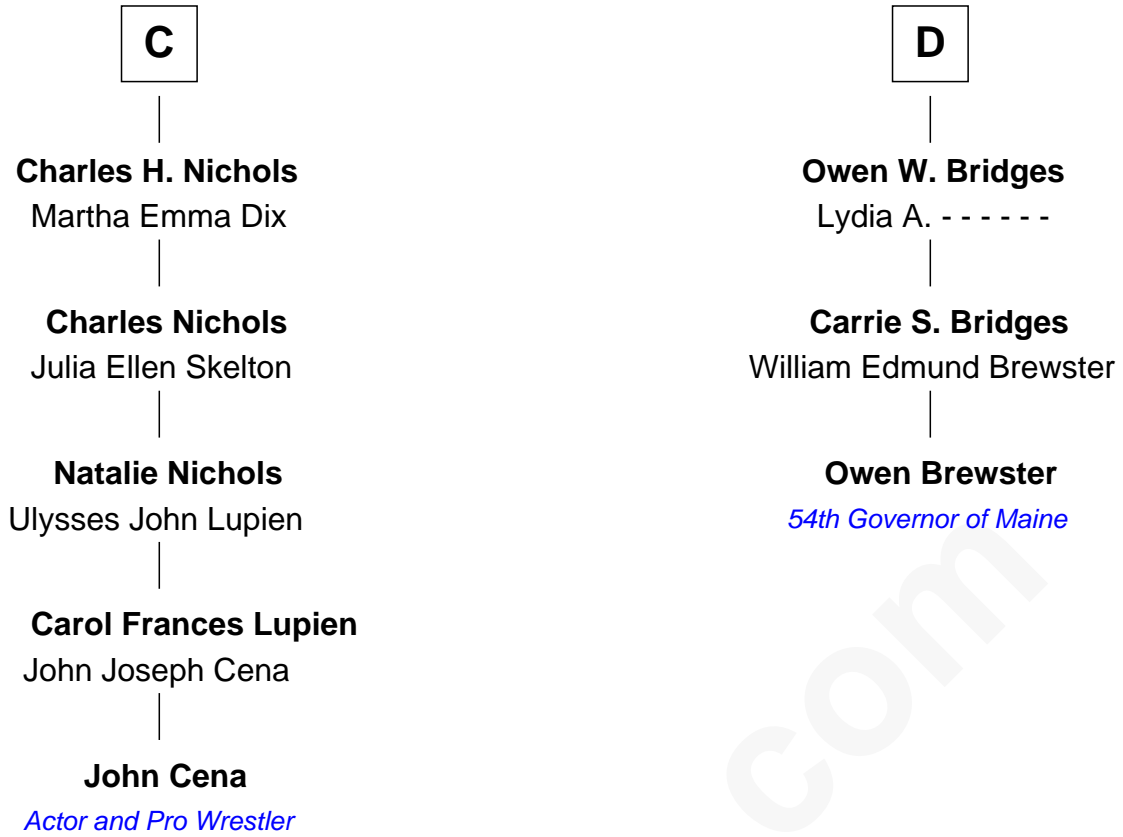 C
Charles H. Nichols
Martha Emma Dix
Charles Nichols
Julia Ellen Skelton
Natalie Nichols
Ulysses John Lupien
Carol Frances Lupien
John Joseph Cena
John Cena
Actor and Pro Wrestler
D
Owen W. Bridges
Lydia A. - - - - - -
Carrie S. Bridges
William Edmund Brewster
Owen Brewster
54th Governor of Maine
com